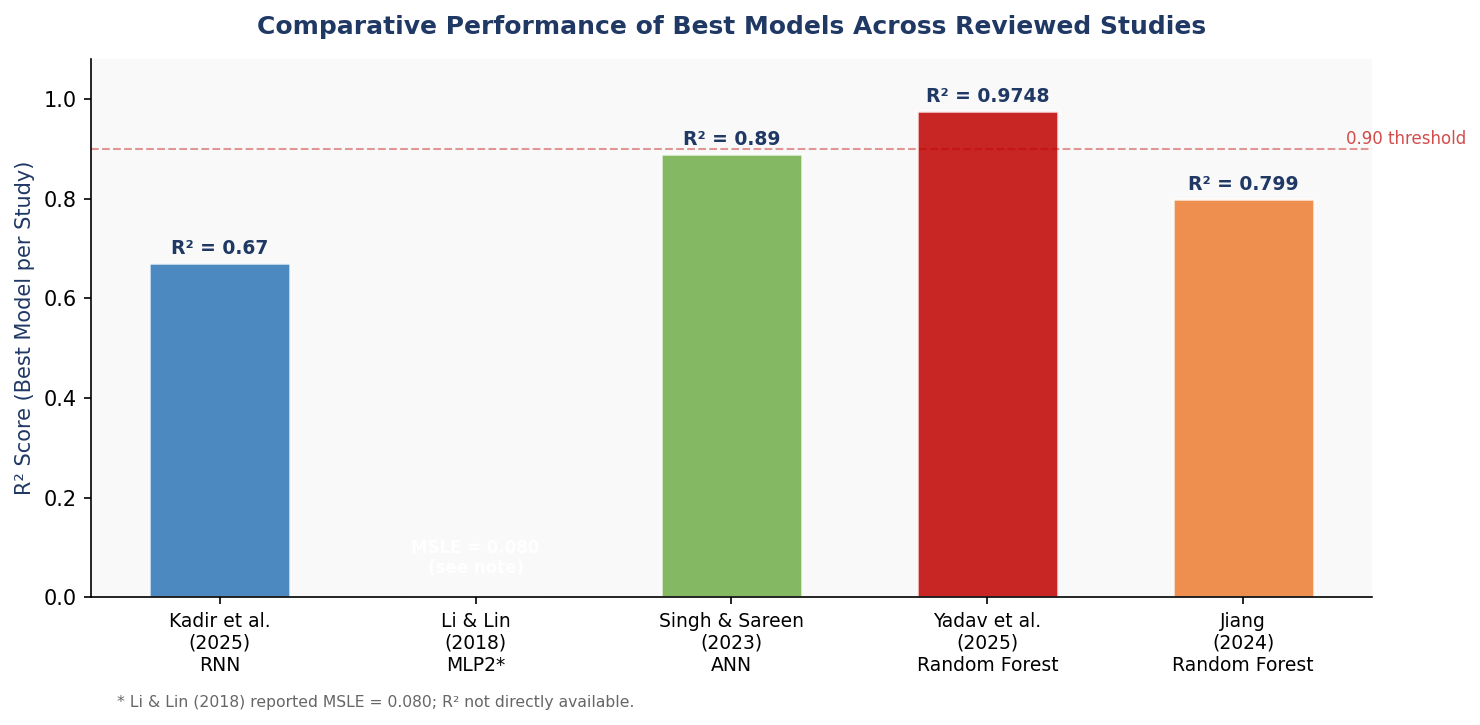 Comparative Performance of Best Models Across Reviewed Studies
R² Score (Best Model per Study)
1.0
0.8
0.6
0.4
0.2
0.0
0.90 threshold
R² = 0.67
MSLE = 0.080
(see note)
R² = 0.89
R² = 0.9748
R² = 0.799
Kadir et al.
(2025)
RNN
Li & Lin
(2018)
MLP2*
Singh & Sareen
(2023)
ANN
Yadav et al.
(2025)
Random Forest
Jiang
(2024)
Random Forest
* Li & Lin (2018) reported MSLE = 0.080; R² not directly available.